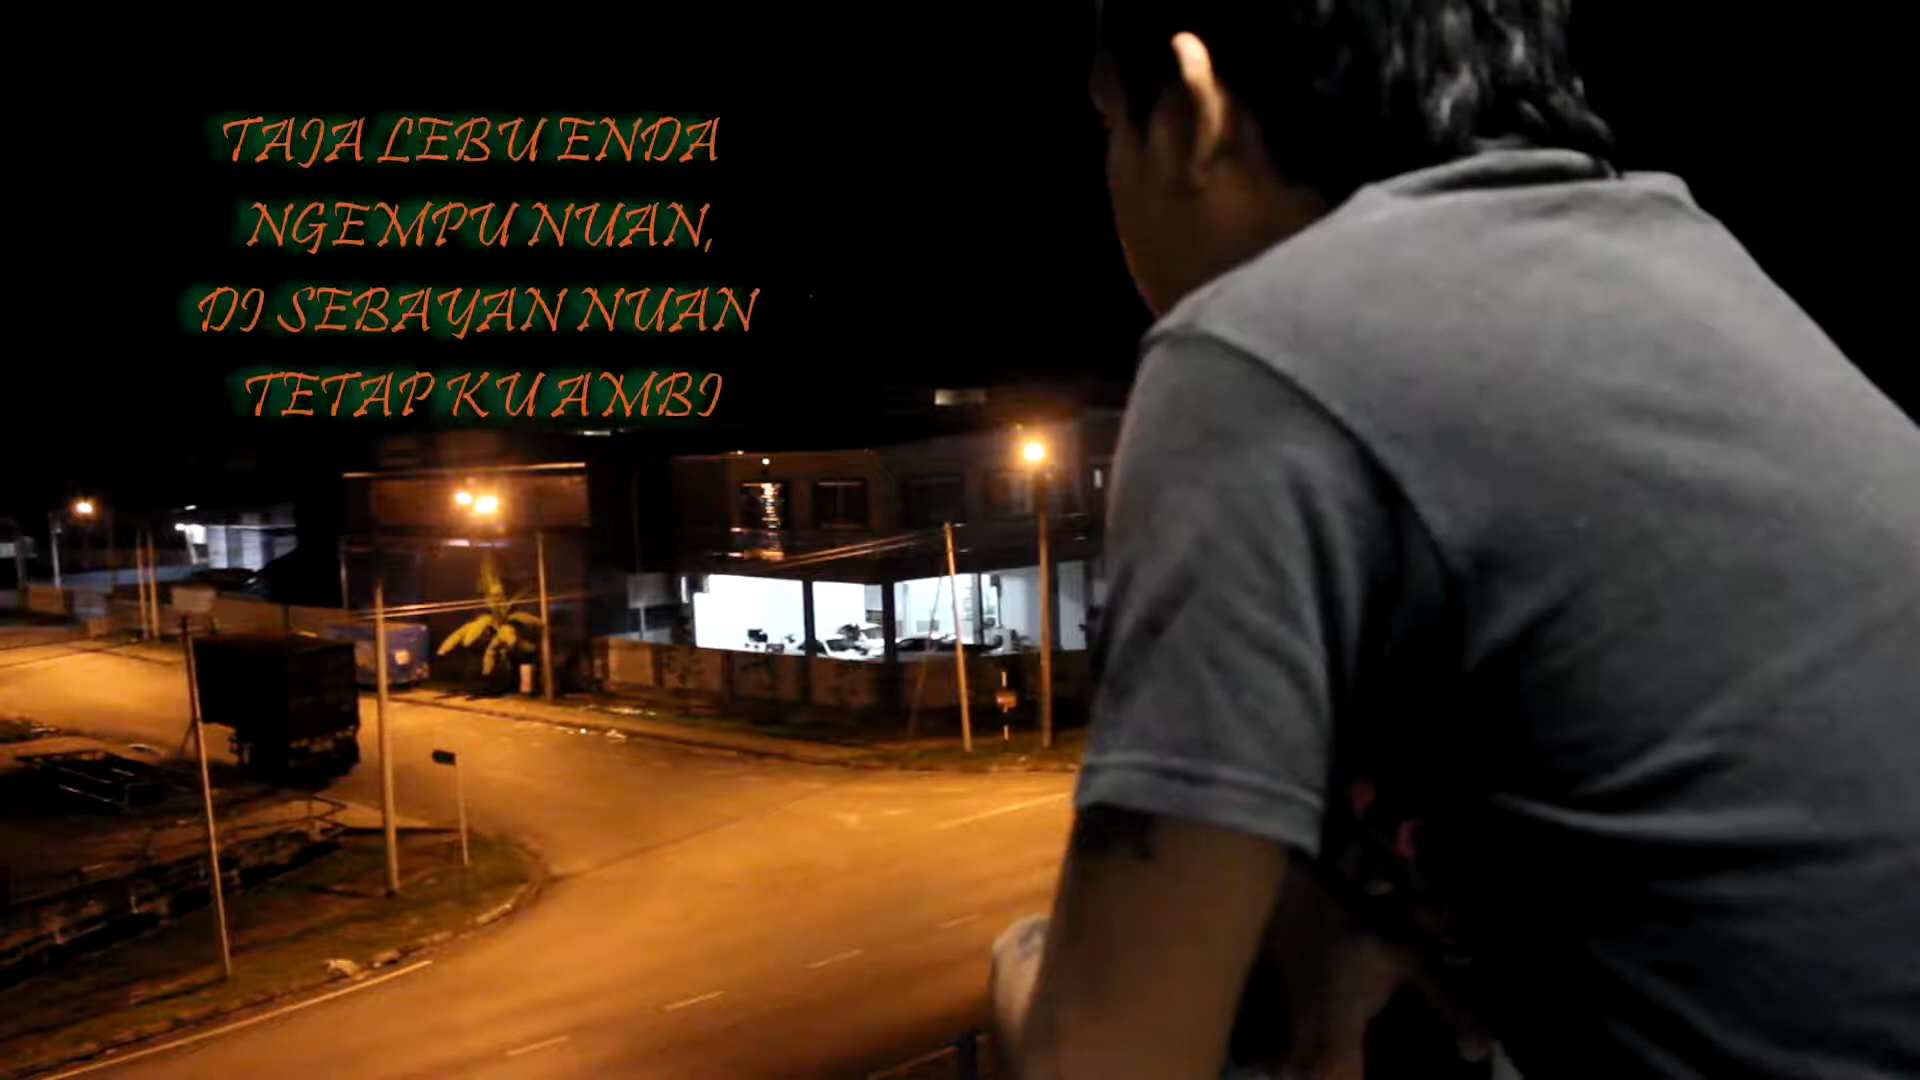 TAJA LEBU ENDA
NGEMPU NUAN,
DI SEBAYAN NUAN
TETAP KU AMBI